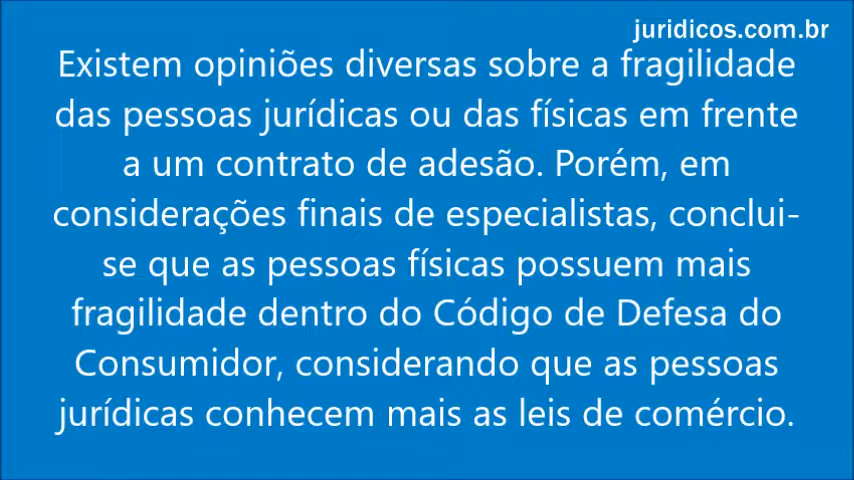 juridicos.com.br
Existem opiniões diversas sobre a fragilidade
das pessoas jurídicas ou das físicas em frente
a um contrato de adesão. Porém, em
considerações finais de especialistas, conclui-
se que as pessoas físicas possuem mais
fragilidade dentro do Código de Defesa do
Consumidor, considerando que as pessoas
jurídicas conhecem mais as leis de comércio.